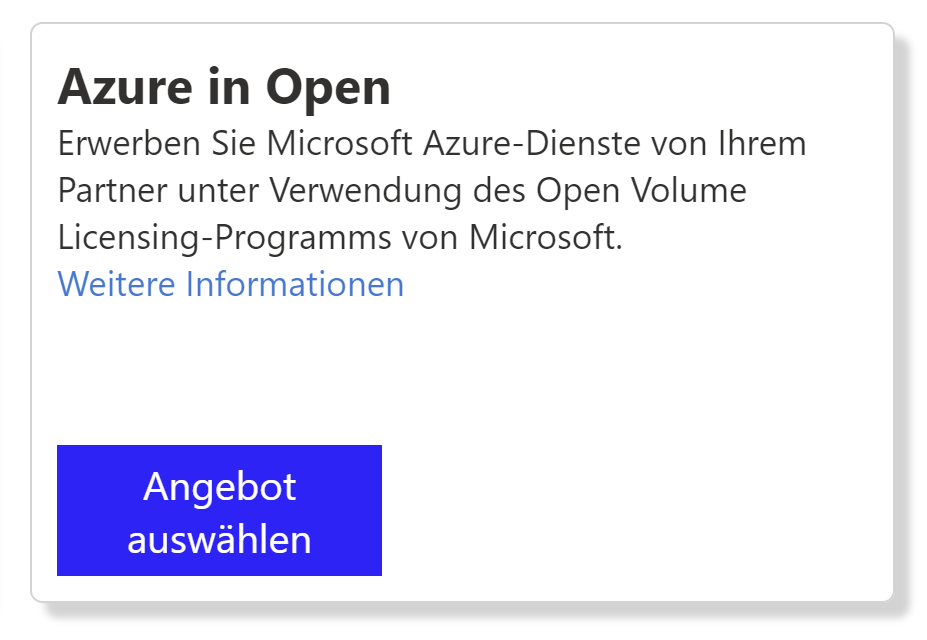 Azure in Open
Erwerben Sie Microsoft Azure-Dienste von Ihrem
Partner unter Verwendung des Open Volume
Licensing-Programms von Microsoft.
Weitere Informationen
Angebot
auswählen